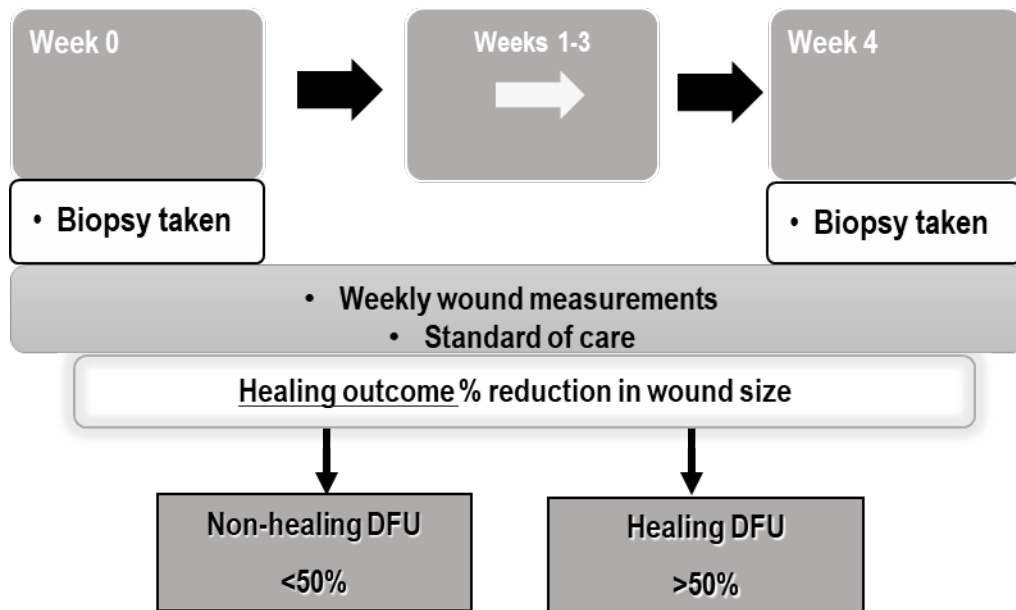 Week 0
Weeks 1-3
Week 4
• Biopsy taken
• Biopsy taken
• Weekly wound measurements
• Standard of care
Healing outcome % reduction in wound size
Non-healing DFU
<50%
Healing DFU
>50%